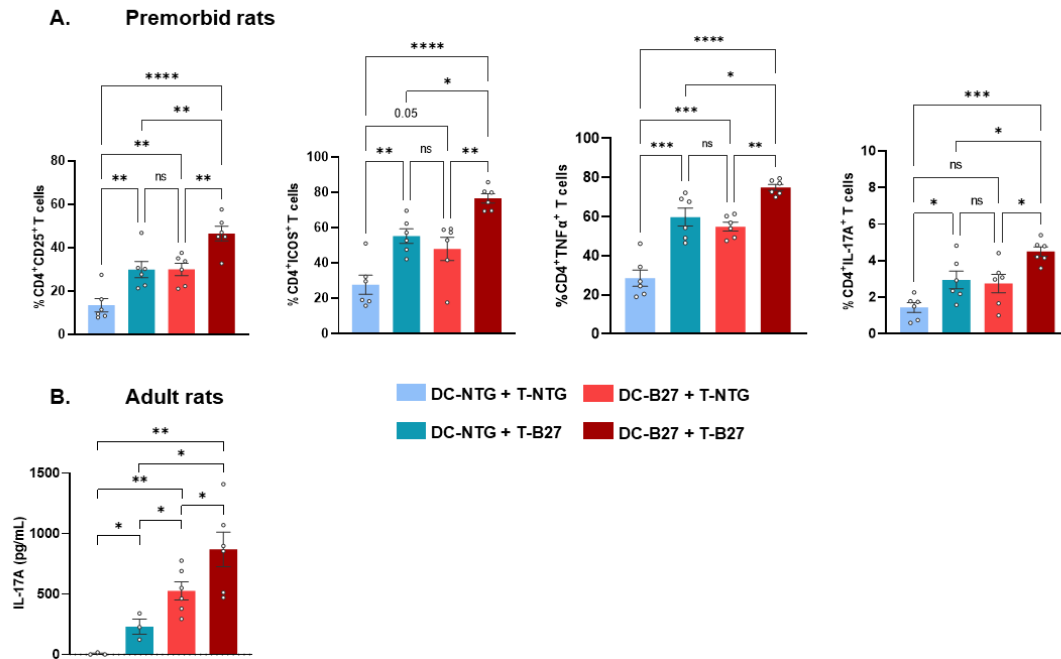 A. Premorbid rats
% CD4+CD25+ T cells
80
60
40
20
0
****
**
**
** ns **
% CD4+ICOS+ T cells
100
80
60
40
20
0
****
*
0.05
** ns **
%CD4+TNFα+ T cells
100
80
60
40
20
0
****
*
***
*** ns **
% CD4+IL-17A+ T cells
10
8
6
4
2
0
***
*
ns
* ns *
B. Adult rats
IL-17A (pg/mL)
1500
1000
500
0
**
*
**
*
*
*
DC-NTG + T-NTG
DC-B27 + T-NTG
DC-NTG + T-B27
DC-B27 + T-B27